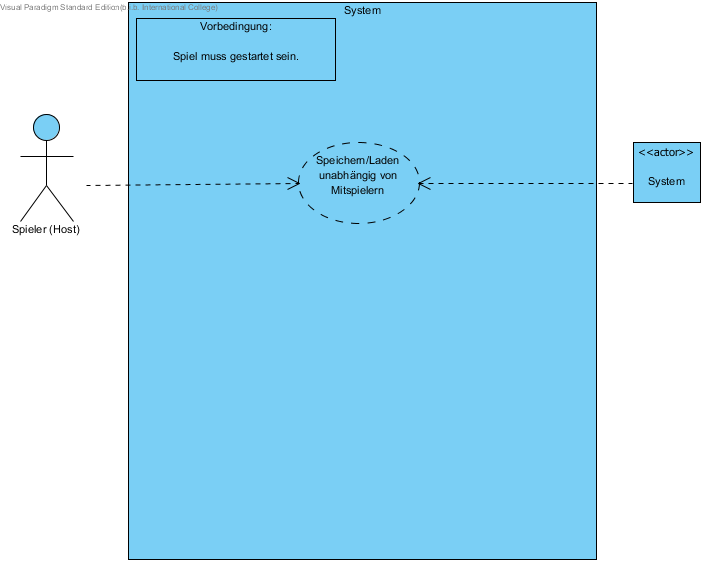 Visual Paradigm Standard Edition(b.i.b. International College)
System
Vorbedingung:
Spiel muss gestartet sein.
Speichern/Laden
unabhängig von
Mitspielern
<<actor>>
System
Spieler (Host)